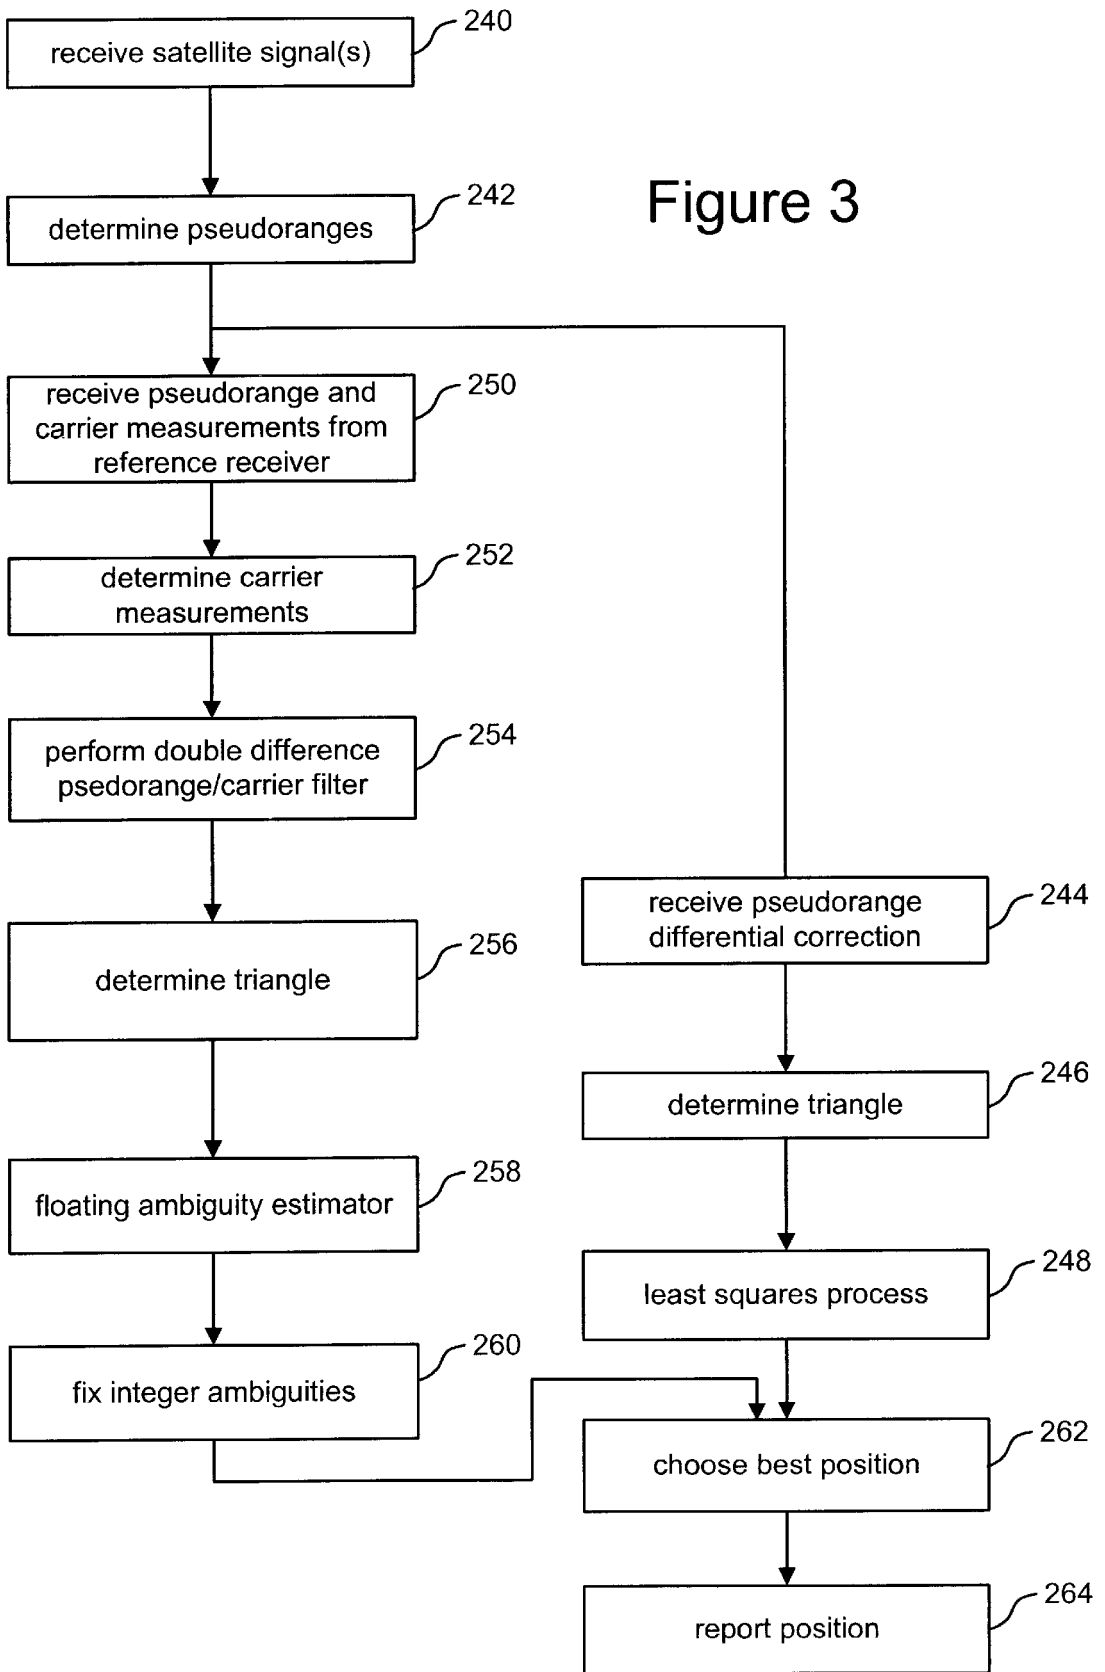 receive satellite signal(s)
240
determine pseudoranges
242
Figure 3
receive pseudorange and
carrier measurements from
reference receiver
250
determine carrier
measurements
252
perform double difference
psedorange/carrier filter
254
determine triangle
256
floating ambiguity estimator
258
fix integer ambiguities
260
receive pseudorange
differential correction
244
determine triangle
246
least squares process
248
choose best position
262
report position
264